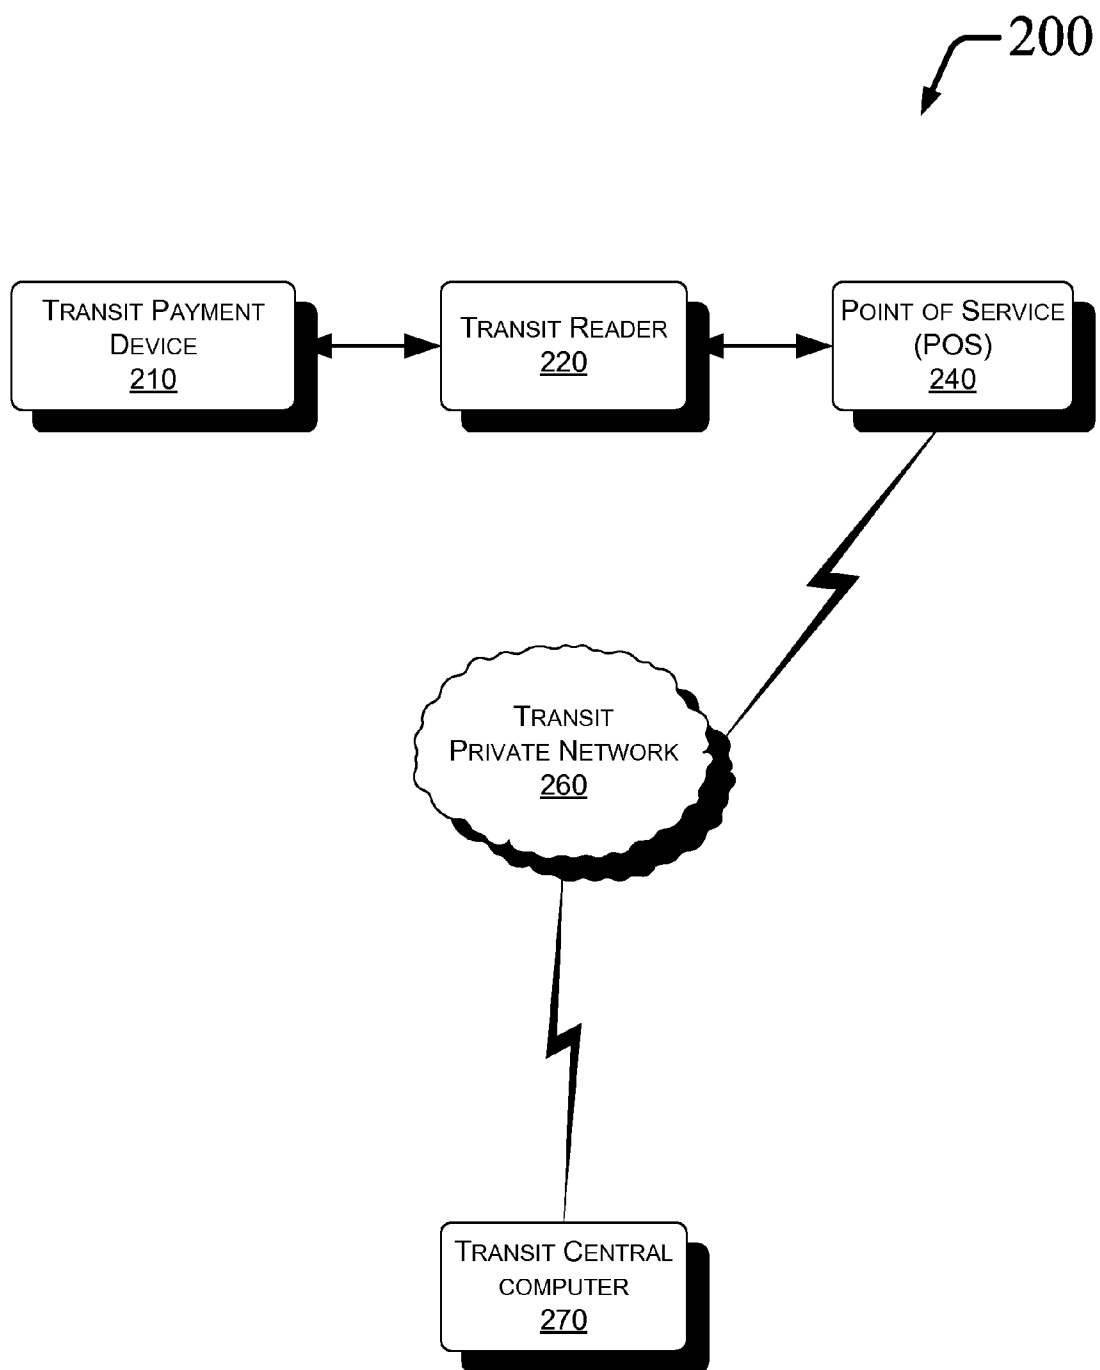 200
TRANSIT PAYMENT
DEVICE
210
TRANSIT READER
220
POINT OF SERVICE
(POS)
240
TRANSIT
PRIVATE NETWORK
260
TRANSIT CENTRAL
COMPUTER
270